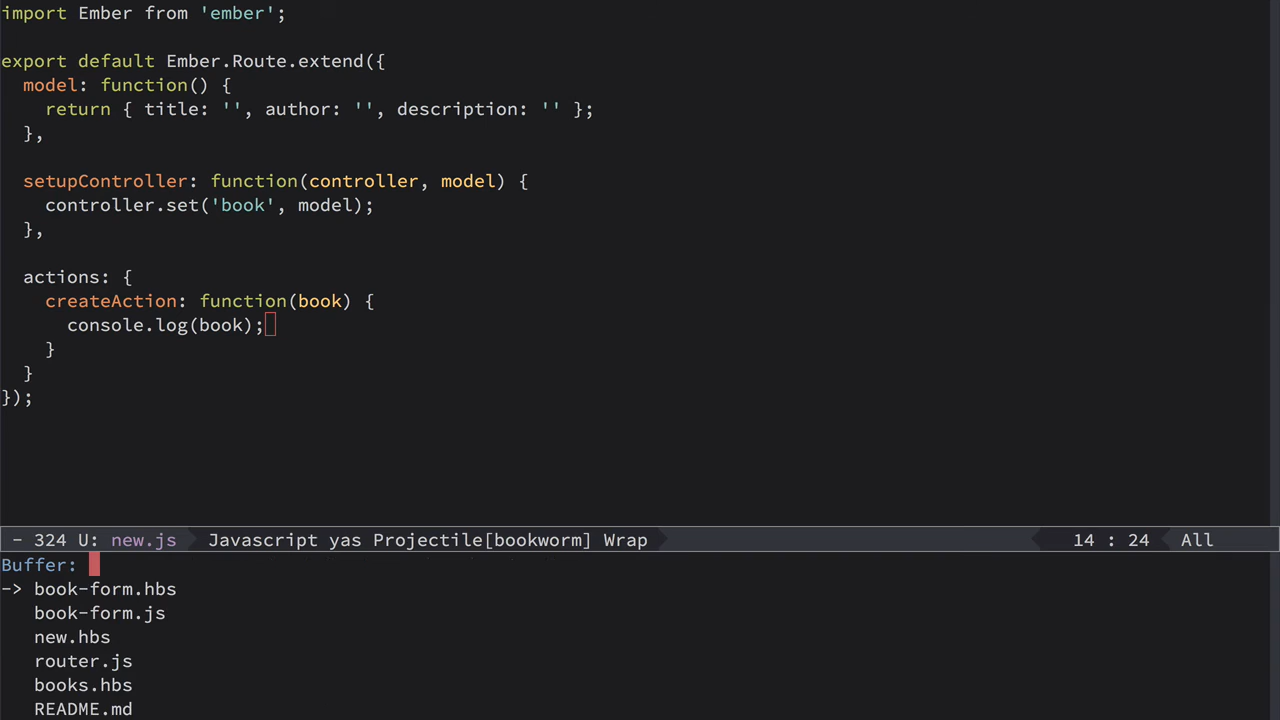 import Ember from 'ember';
export default Ember.Route.extend({
  model: function() {
    return { title: '', author: '', description: '' };
  },
  setupController: function(controller, model) {
    controller.set('book', model);
  },
  actions: {
    createAction: function(book) {
      console.log(book);
    }
  }
});
- 324 U: new.js Javascript yas Projectile[bookworm] Wrap 14 : 24 All
Buffer:
-> book-form.hbs
   book-form.js
   new.hbs
   router.js
   books.hbs
   README.md